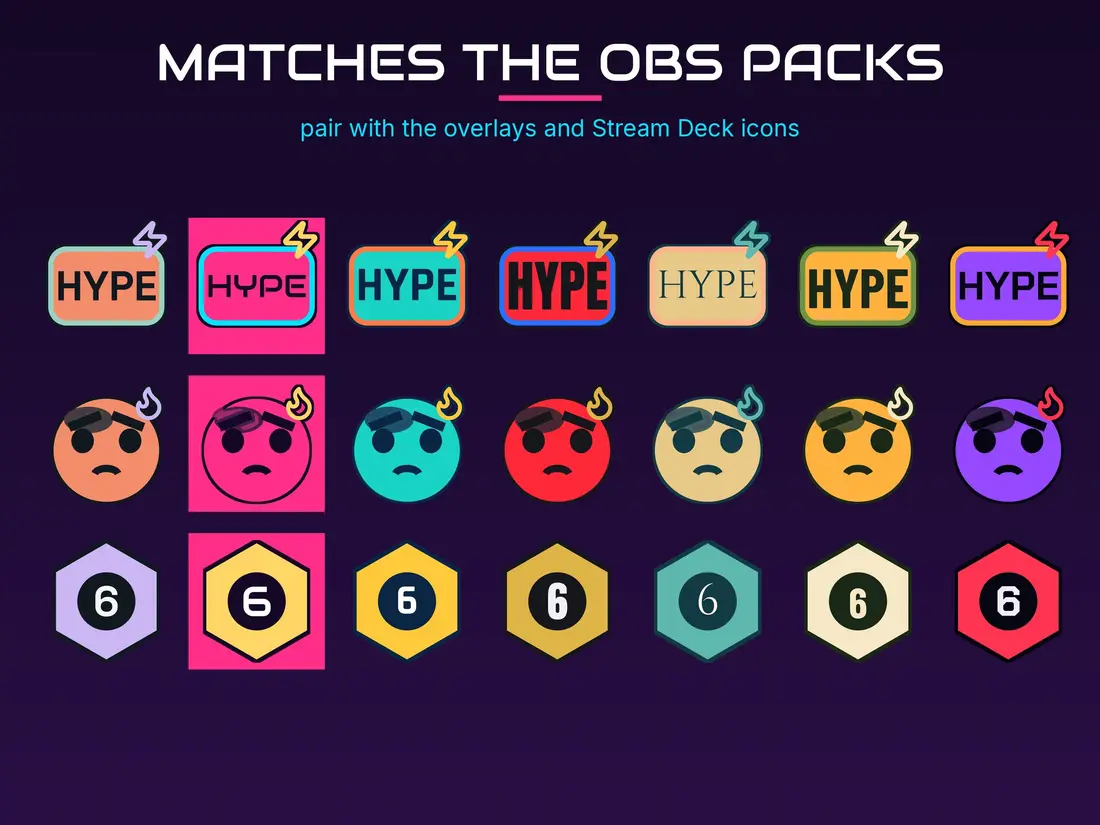 MATCHES THE OBS PACKS
pair with the overlays and Stream Deck icons
HYPE HYPE HYPE HYPE HYPE HYPE HYPE
6 6 6 6 6 6 6